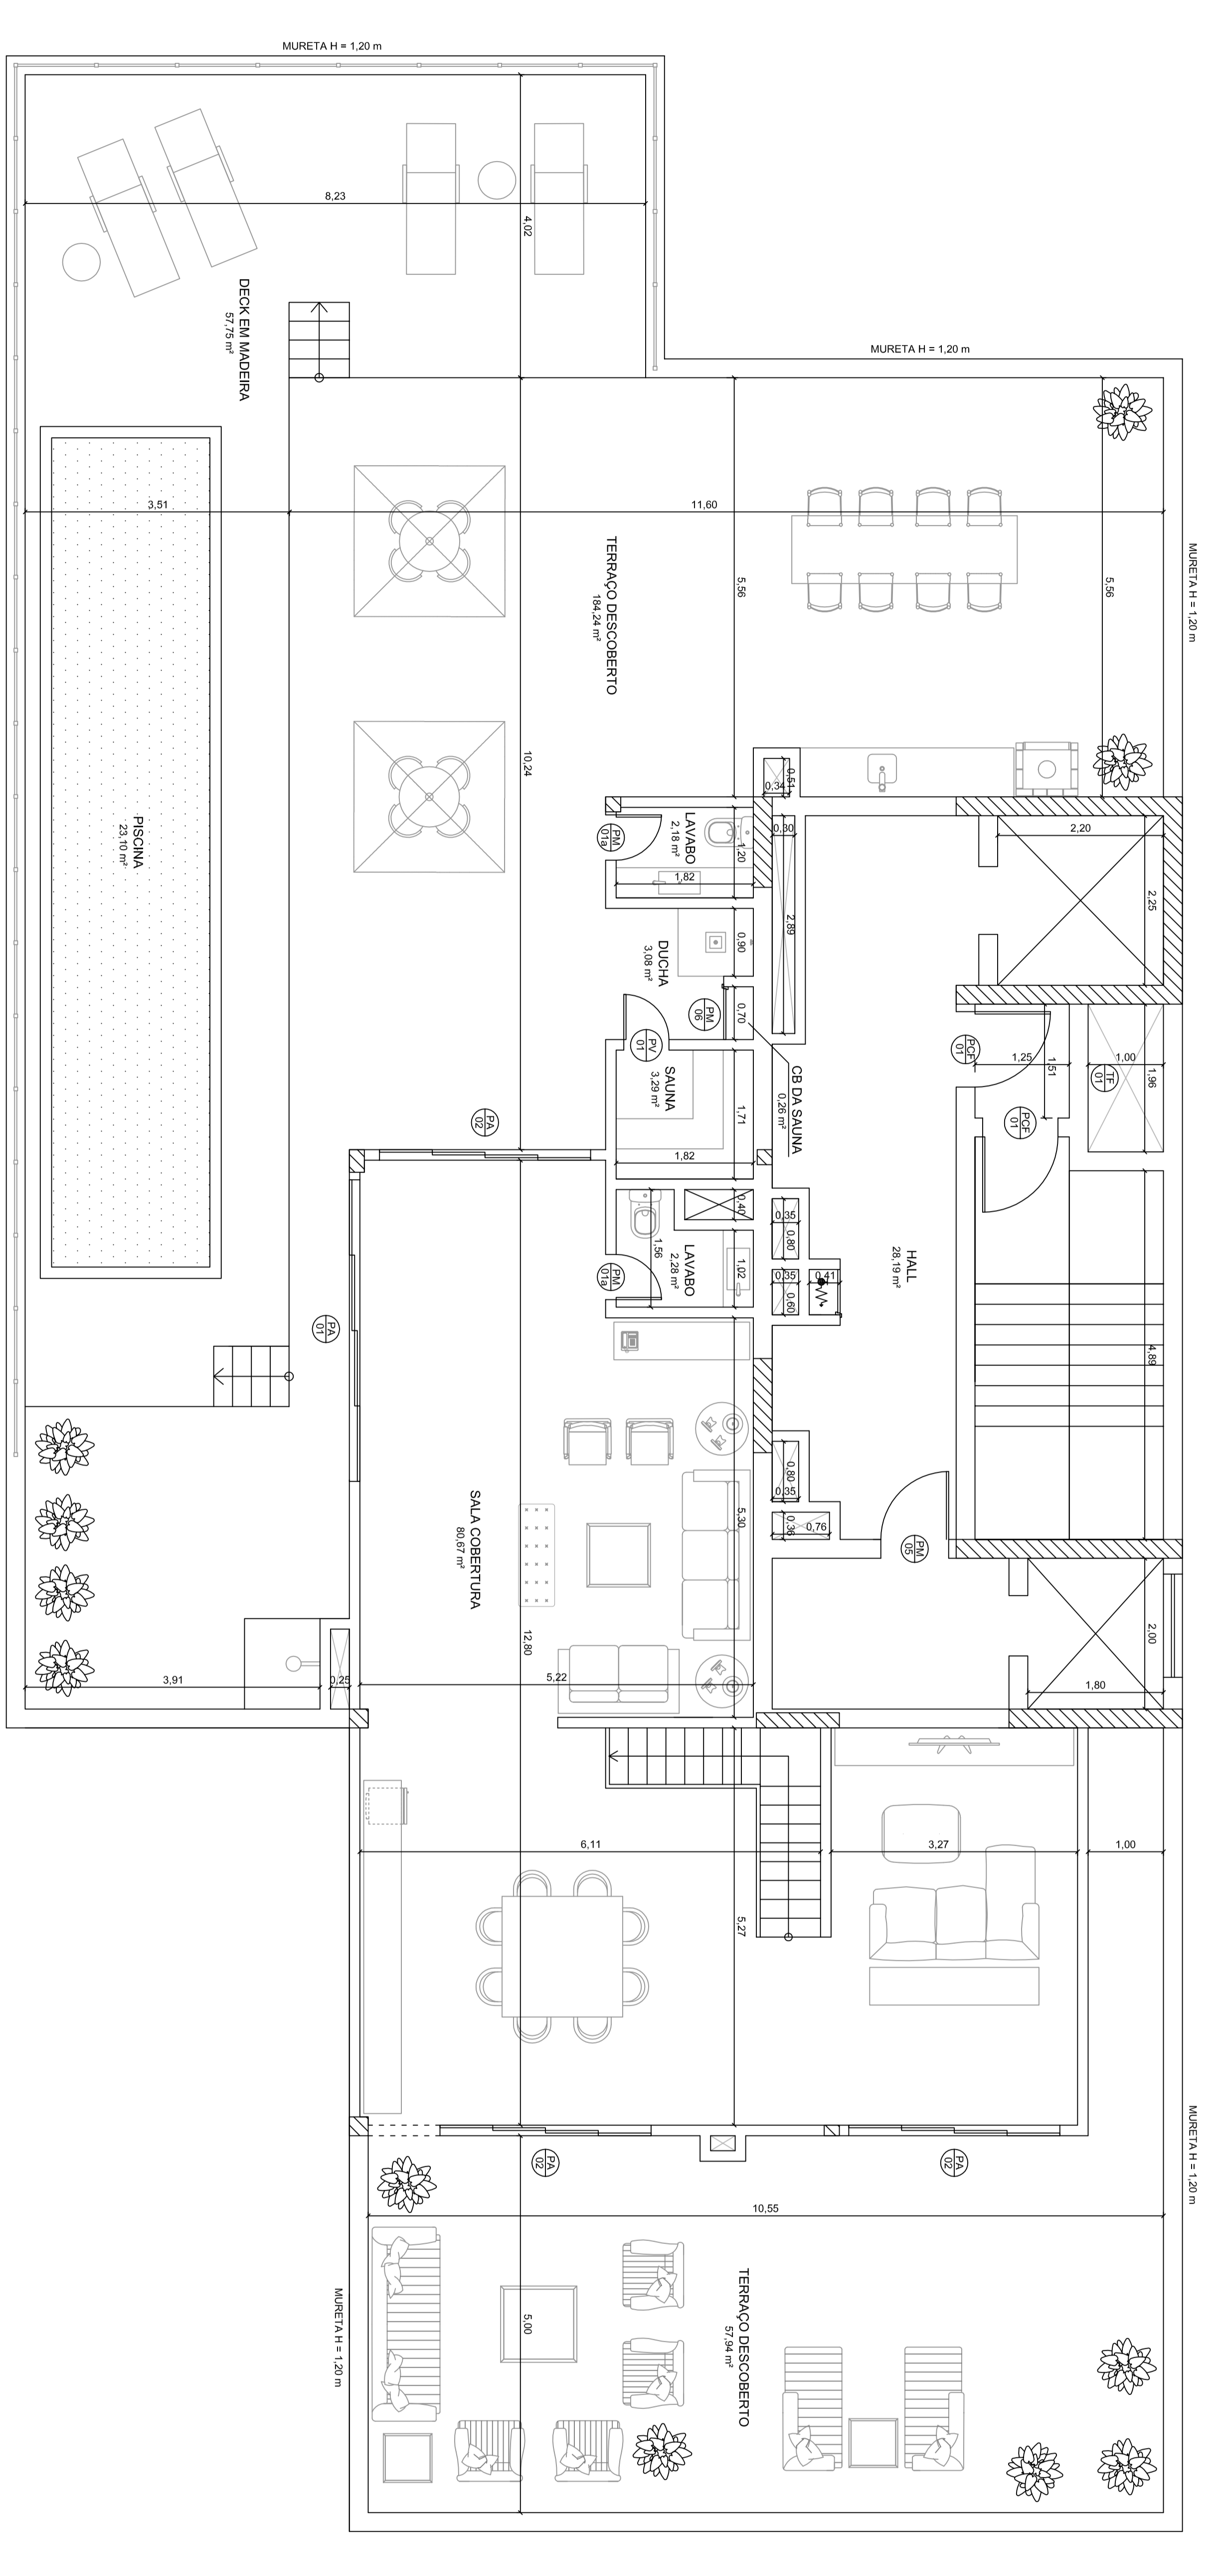 MURETA H = 1,20 m
8,23
4,02
DECK EM MADEIRA
57,75 m²
MURETA H = 1,20 m
MURETA H = 1,20 m
3,51
11,60
5,56
5,56
TERRAÇO DESCOBERTO
184,24 m²
10,24
PISCINA
23,10 m²
0,51
0,34
PM
01a
LAVABO
2,18 m²
1,20
1,82
0,30
2,89
2,20
2,25
DUCHA
3,08 m²
0,90
PM
06
0,70
PV
01
SAUNA
3,29 m²
1,71
1,82
CB DA SAUNA
0,26 m²
PCF
01
1,25
1,51
1,00
1,96
TF
01
PCF
01
PA
02
PA
01
0,40
1,56
LAVABO
2,28 m²
1,02
PM
01a
0,35
0,80
0,35
0,60
0,41
HALL
28,19 m²
4,89
0,80
0,35
0,36
0,76
PM
05
SALA COBERTURA
80,67 m²
5,30
12,80
5,22
3,91
0,25
2,00
1,80
6,11
3,27
1,00
5,27
PA
02
PA
02
MURETA H = 1,20 m
10,55
TERRAÇO DESCOBERTO
57,94 m²
5,00
MURETA H = 1,20 m